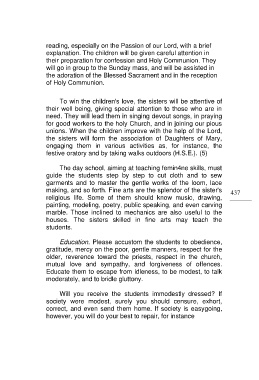 reading, especially on the Passion of our Lord, with a brief
explanation. The children will be given careful attention in
their preparation for confession and Holy Communion. They
will go in group to the Sunday mass, and will be assisted in
the adoration of the Blessed Sacrament and in the reception
of Holy Communion.
To win the children's love, the sisters will be attentive of
their well being, giving special attention to those who are in
need. They will lead them in singing devout songs, in praying
for good workers to the holy Church, and in joining our pious
unions. When the children improve with the help of the Lord,
the sisters will form the association of Daughters of Mary,
engaging them in various activities as, for instance, the
festive oratory and by taking walks outdoors (H.S.E.). (5)
The day school, aiming at teaching femin4ne skills, must
guide the students step by step to cut cloth and to sew
garments and to master the gentle works of the loom, lace
making, and so forth. Fine arts are the splendor of the sister's
religious life. Some of them should know music, drawing,
painting, modeling, poetry, public speaking, and even carving
marble. Those inclined to mechanics are also useful to the
houses. The sisters skilled in fine arts may teach the
students.
437
Education. Please accustom the students to obedience,
gratitude, mercy on the poor, gentle manners, respect for the
older, reverence toward the priests, respect in the church,
mutual love and sympathy, and forgiveness of offences.
Educate them to escape from idleness, to be modest, to talk
moderately, and to bridle gluttony.
Will you receive the students immodestly dressed? If
society were modest, surely you should censure, exhort,
correct, and even send them home. If society is easygoing,
however, you will do your best to repair, for instance